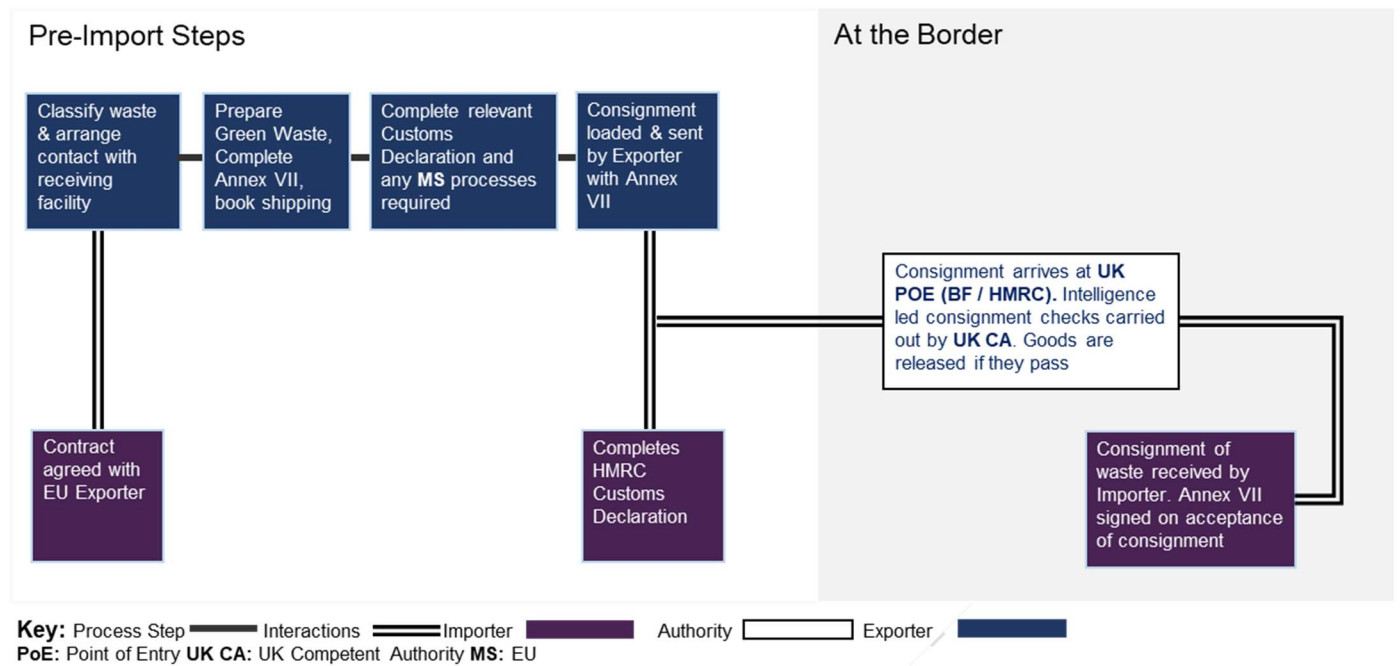 Pre-Import Steps
At the Border
Classify waste
& arrange
contact with
receiving
facility
Prepare
Green Waste,
Complete
Annex VII,
book shipping
Complete relevant
Customs
Declaration and
any MS processes
required
Consignment
loaded & sent
by Exporter
with Annex
VII
Consignment arrives at UK
POE (BF / HMRC). Intelligence
led consignment checks carried
out by UK CA. Goods are
released if they pass
Contract
agreed with
EU Exporter
Completes
HMRC
Customs
Declaration
Consignment of
waste received by
Importer. Annex VII
signed on acceptance
of consignment
Key: Process Step Interactions Importer Authority Exporter
PoE: Point of Entry UK CA: UK Competent Authority MS: EU